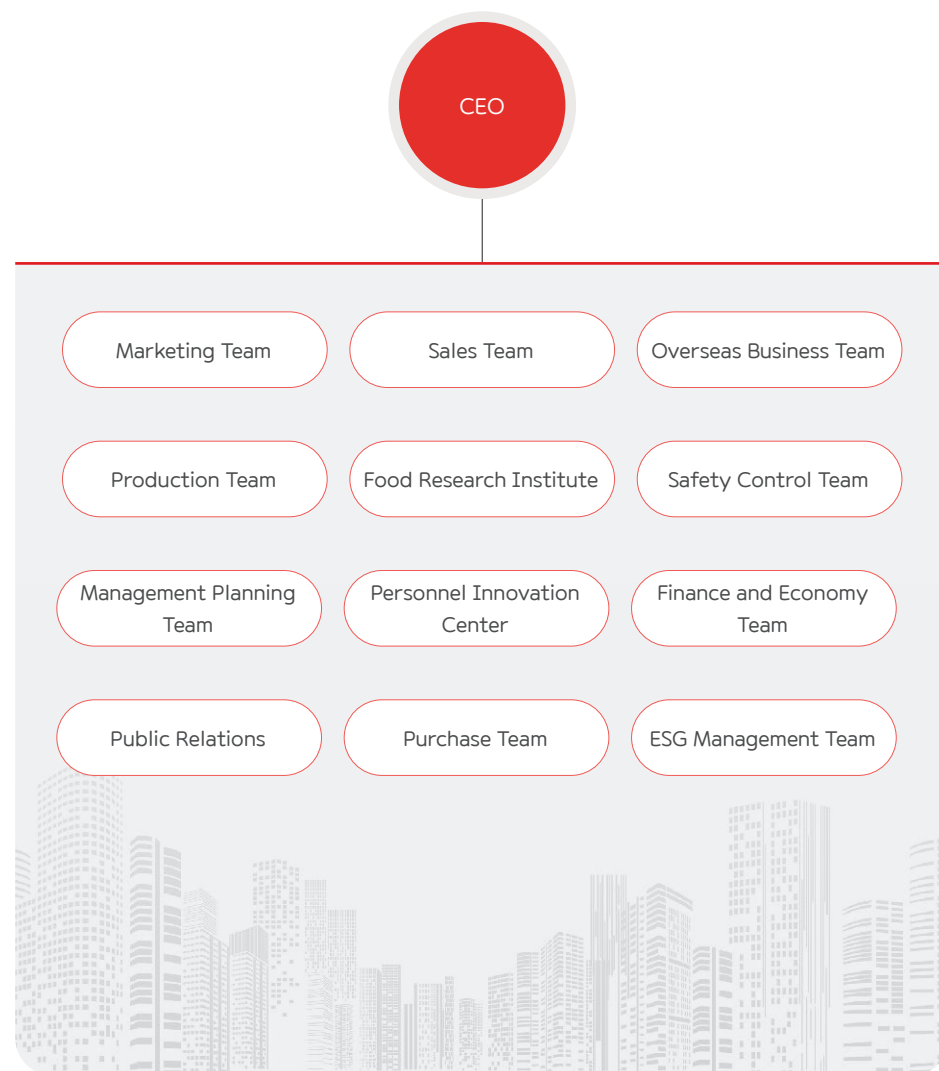 CEO
Marketing Team
Sales Team
Overseas Business Team
Production Team
Food Research Institute
Safety Control Team
Management Planning
Team
Personnel Innovation
Center
Finance and Economy
Team
Public Relations
Purchase Team
ESG Management Team